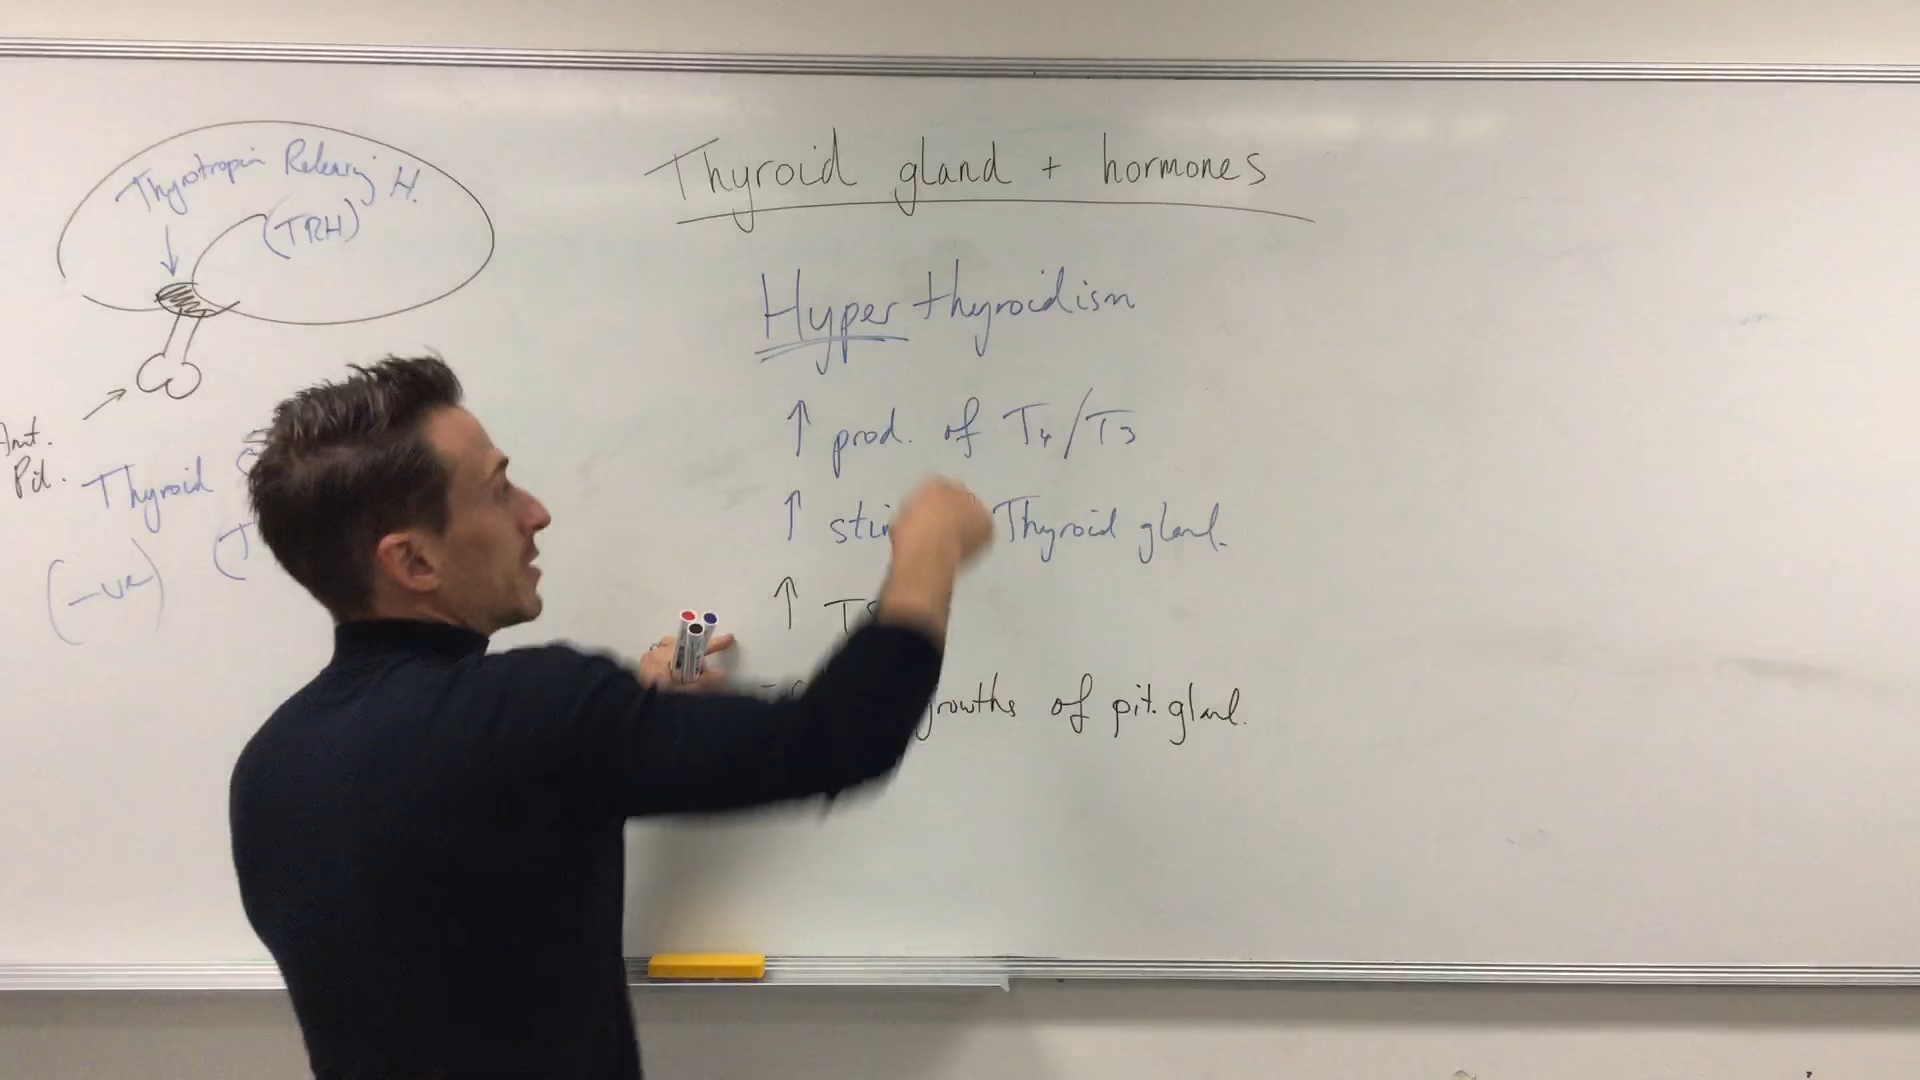 Thyrotropin Releasing H.
(TRH)
Ant.
Pit.
Thyroid
(-ve)
(T
Thyroid gland + hormones
Hyperthyroidism
↑ prod. of T4/T3
↑ Thyroid gland.
↑ TS
growths of pit. gland.